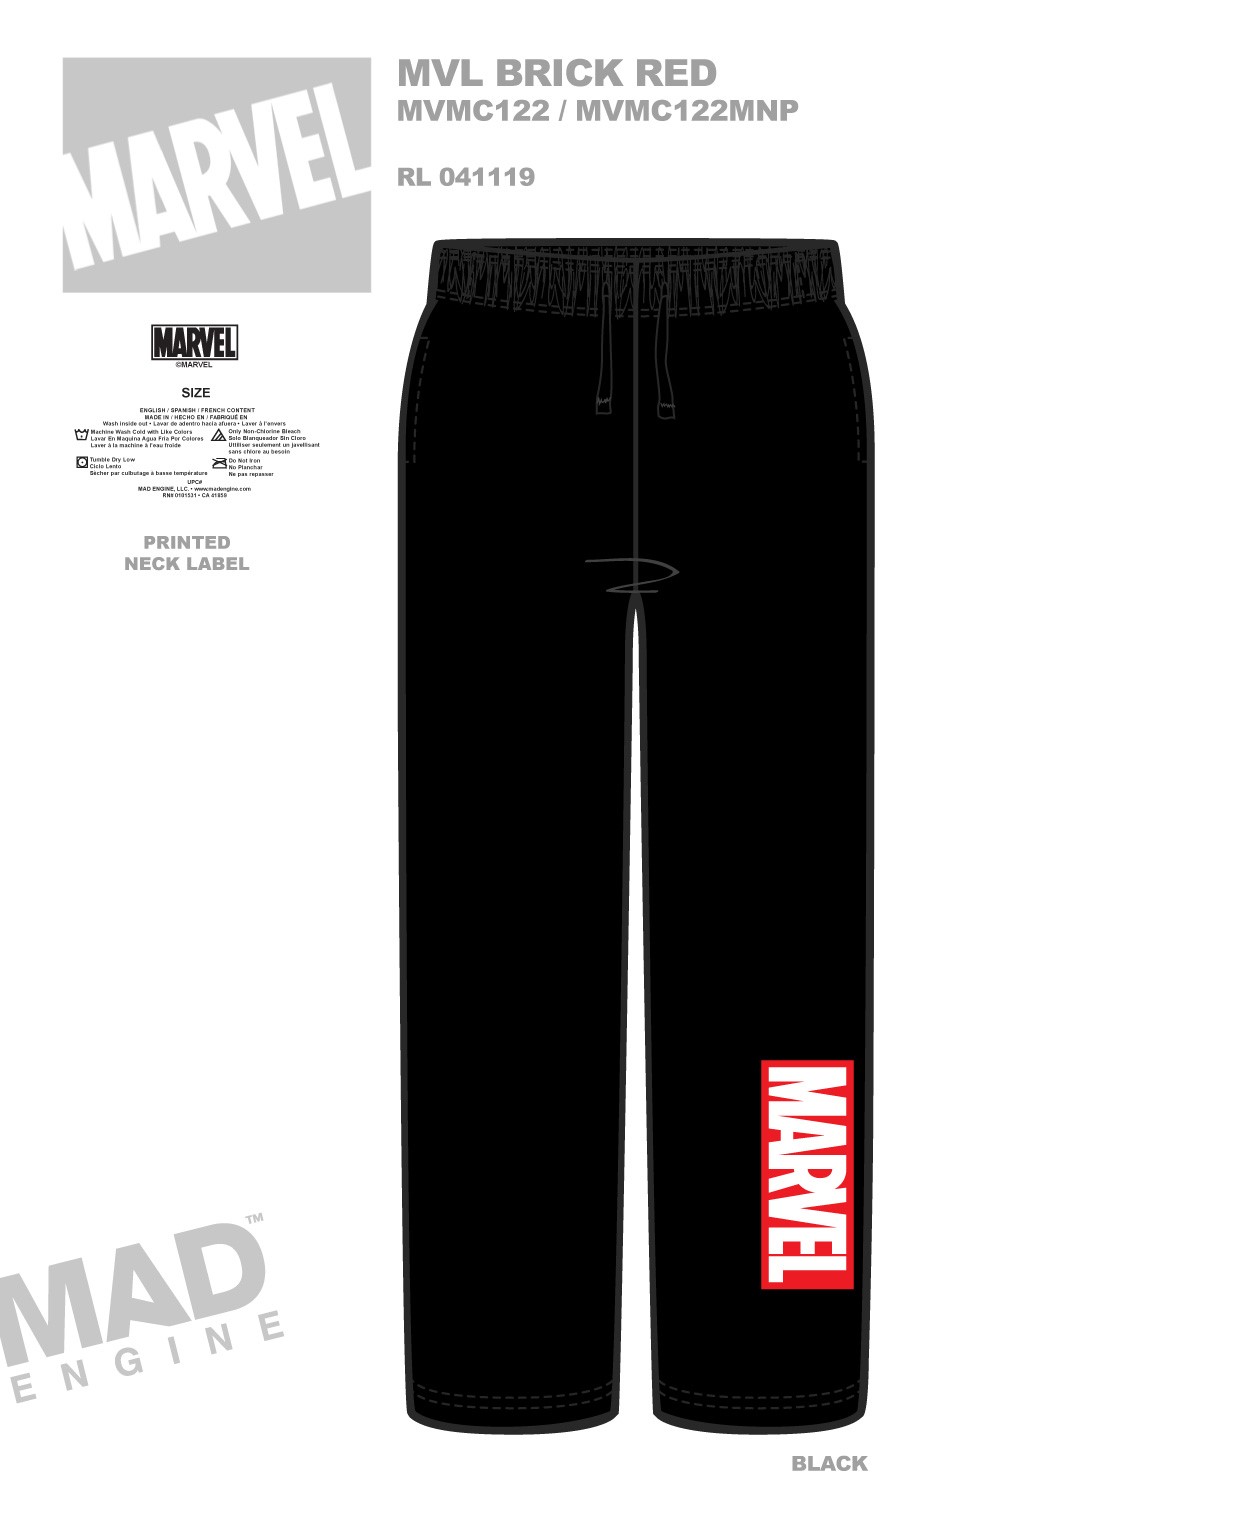 MARVEL
MVL BRICK RED
MVMC122 / MVMC122MNP
RL 041119
MARVEL
©MARVEL
SIZE
ENGLISH / SPANISH / FRENCH CONTENT
MADE IN / HECHO EN / FABRIQUÉ EN
Wash inside out • Lavar de adentro hacia afuera • Laver à l'envers
Machine Wash Cold with Like Colors
Lavar En Maquina Agua Fria Por Colores
Laver à la machine à l'eau froide
Only Non-Chlorine Bleach
Solo Blanqueador Sin Cloro
Utilliser seulement un javellisant
sans chlore au besoin
Tumble Dry Low
Ciclo Lento
Sécher par culbutage à basse température
Do Not Iron
No Planchar
Ne pas repasser
UPC#
MAD ENGINE, LLC. • www.madengine.com
RN# 0101531 • CA 41859
PRINTED
NECK LABEL
MARVEL
MAD™
ENGINE
BLACK